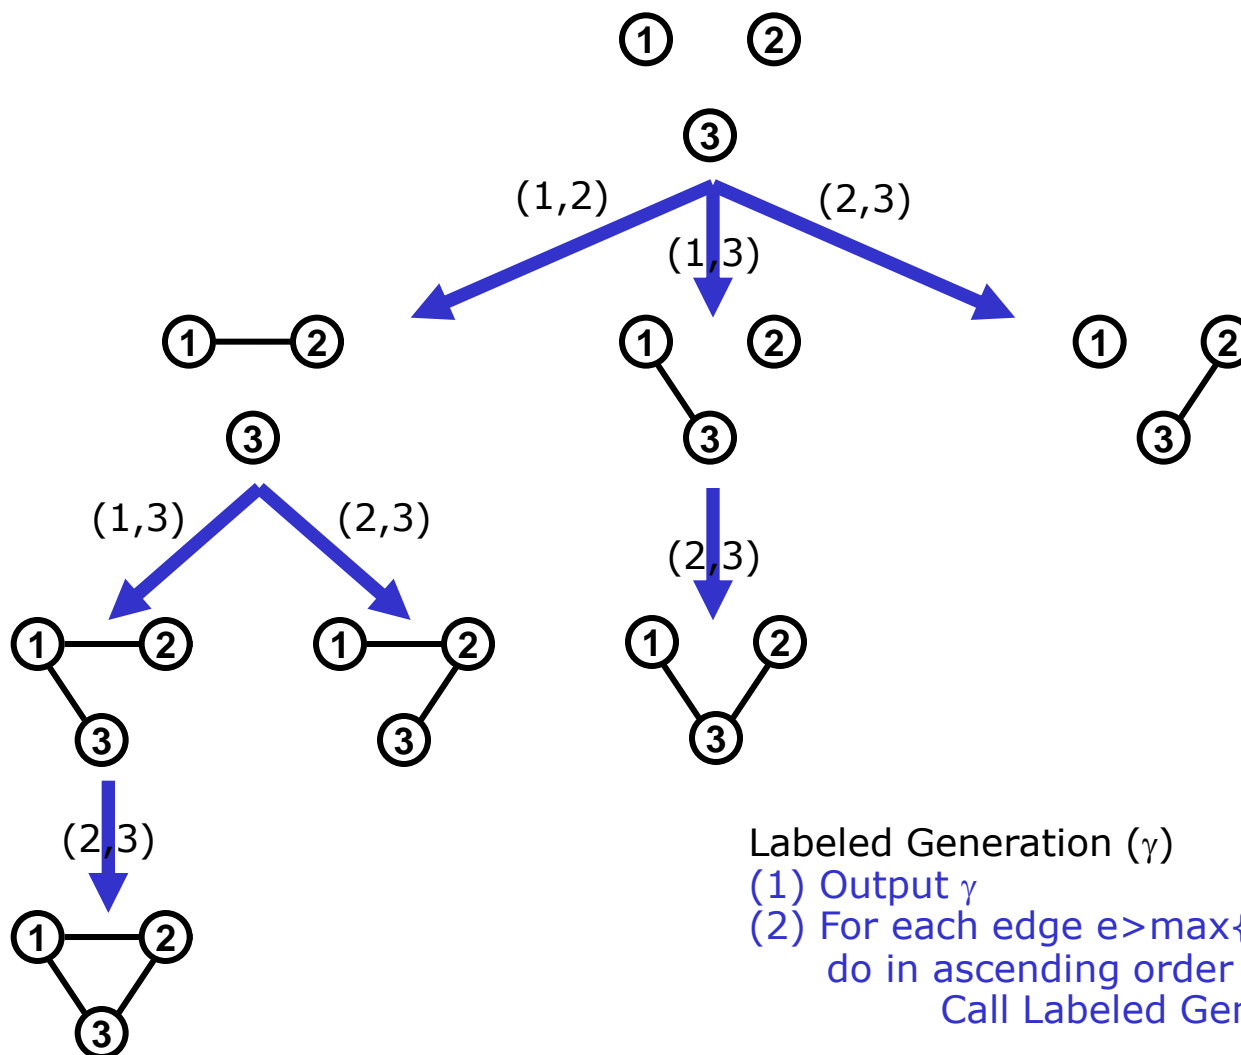 1 2
3
(1,2) (1,3) (2,3)
1 2 1 2 1 2
3 3 3
(1,3) (2,3) (2,3)
1 2 1 2 1 2
3 3 3
(2,3)
1 2
3
Labeled Generation (γ)
(1) Output γ
(2) For each edge e>max{
do in ascending order
Call Labeled Gen